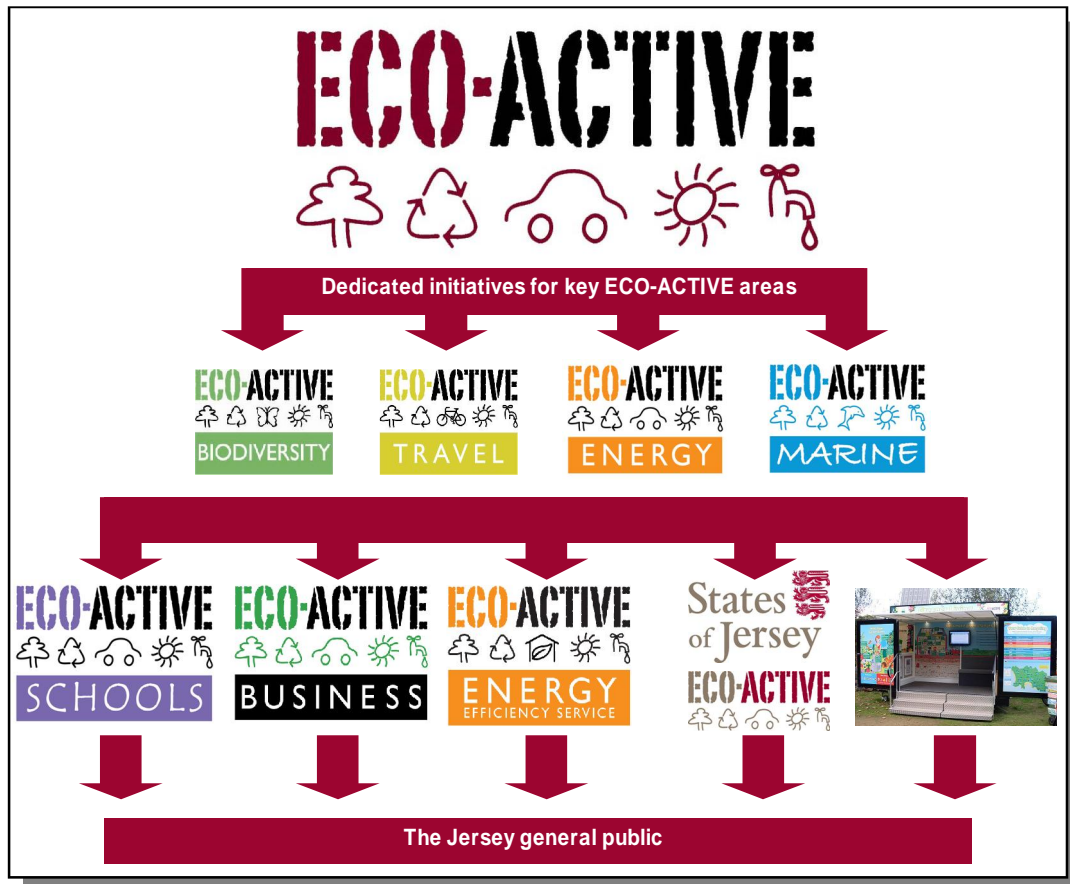 ECO-ACTIVE
Dedicated initiatives for key ECO-ACTIVE areas
ECO-ACTIVE
BIODIVERSITY
ECO-ACTIVE
TRAVEL
ECO-ACTIVE
ENERGY
ECO-ACTIVE
MARINE
ECO-ACTIVE
SCHOOLS
ECO-ACTIVE
BUSINESS
ECO-ACTIVE
ENERGY
EFFICIENCY SERVICE
States
of Jersey
ECO-ACTIVE
The Jersey general public